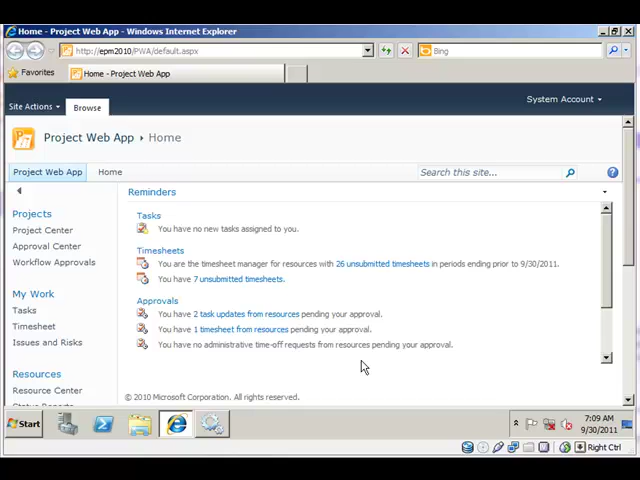 Home - Project Web App - Windows Internet Explorer
http://epm2010/PWA/default.aspx
Bing
Favorites
Home - Project Web App
Site Actions
Browse
System Account
Project Web App
Home
Project Web App
Home
Search this site...
Reminders
Projects
Project Center
Approval Center
Workflow Approvals
My Work
Tasks
Timesheet
Issues and Risks
Resources
Resource Center
Tasks
You have no new tasks assigned to you.
Timesheets
You are the timesheet manager for resources with 26 unsubmitted timesheets in periods ending prior to 9/30/2011.
You have 7 unsubmitted timesheets.
Approvals
You have 2 task updates from resources pending your approval.
You have 1 timesheet from resources pending your approval.
You have no administrative time-off requests from resources pending your approval.
© 2010 Microsoft Corporation. All rights reserved.
Start
7:09 AM
9/30/2011
Right Ctrl